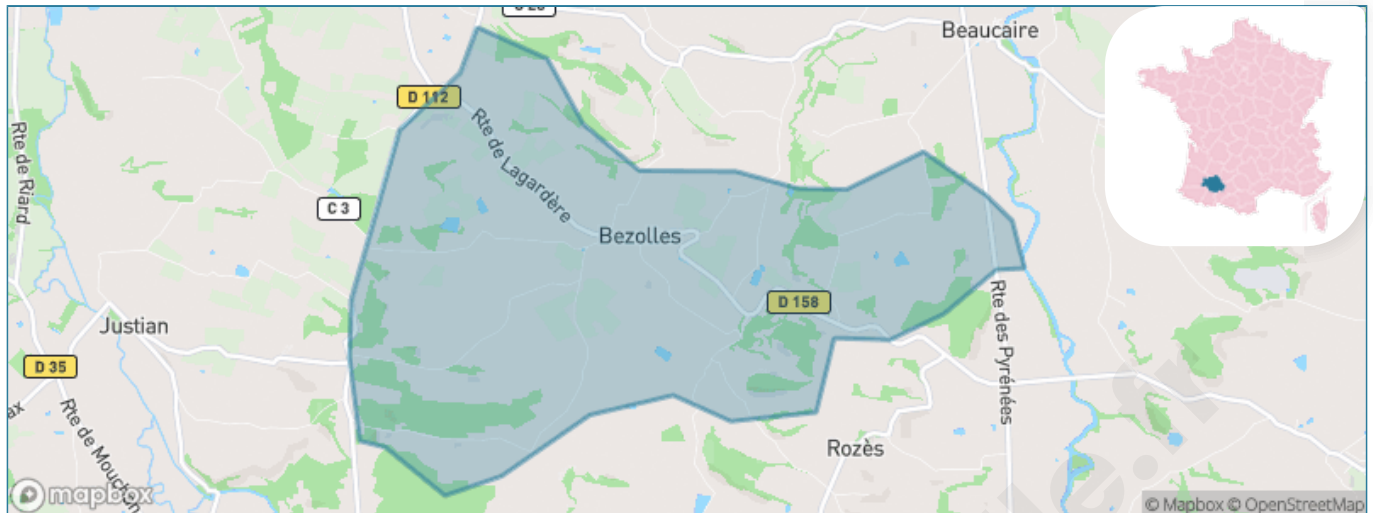 Beaucaire
D 112
Rte de Lagardère
Rte de Riard
C 3
Bezolles
D 158
Justian
Rte des Pyrénées
D 35
Rte de Mouchan
Rozès
mapbox
© Mapbox © OpenStreetMap